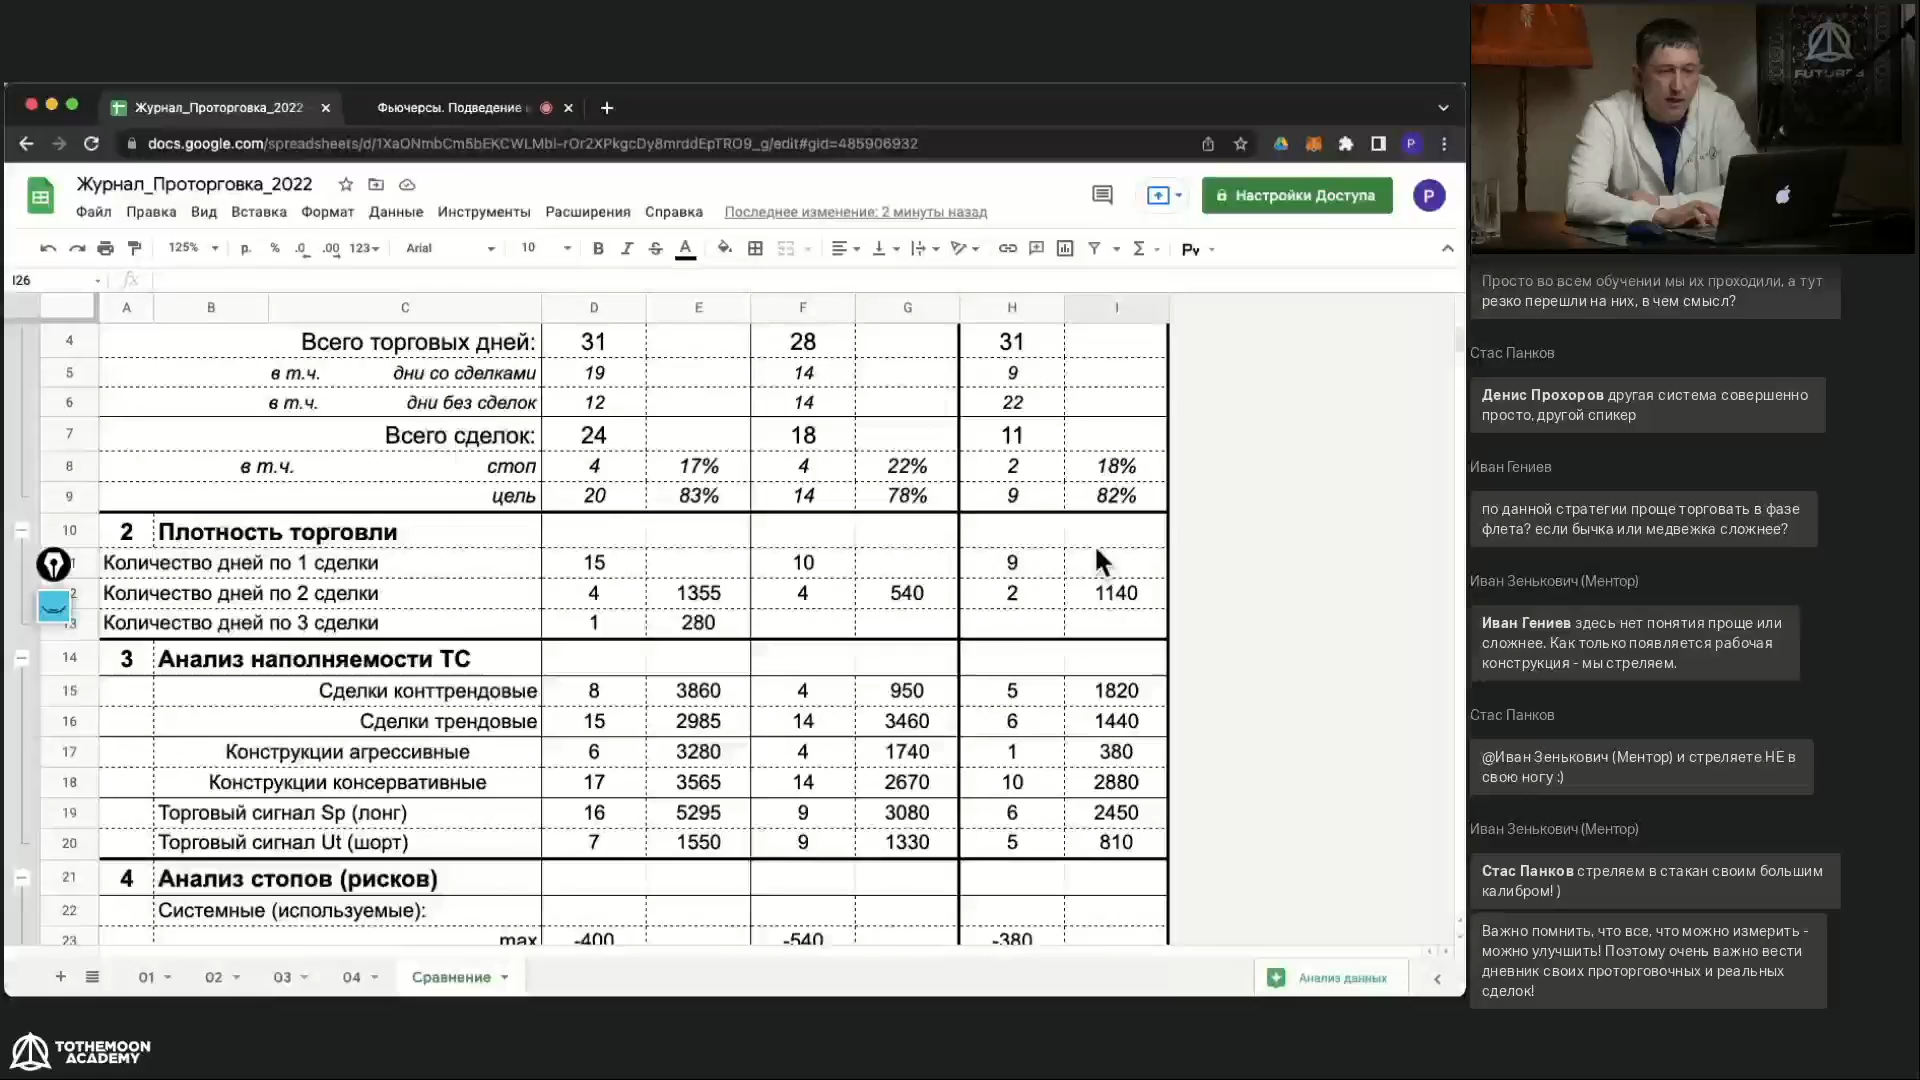 Журнал_Проторговка_2022
Фьючерсы. Подведение
docs.google.com/spreadsheets/d/1XaONmbCm5bEKCWLMbl-rOr2XPkgcDy8mrddEpTRO9_g/edit#gid=485906932
Журнал_Проторговка_2022
Файл Правка Вид Вставка Формат Данные Инструменты Расширения Справка Последнее изменение: 2 минуты назад
Настройки Доступа
P
125% р. % .0 .00 123 Arial 10 B I S A Σ Рv
I26 fx
A B C D E F G H I
4 Всего торговых дней: 31 28 31
5 в т.ч. дни со сделками 19 14 9
6 в т.ч. дни без сделок 12 14 22
7 Всего сделок: 24 18 11
8 в т.ч. стоп 4 17% 4 22% 2 18%
9 цель 20 83% 14 78% 9 82%
10 2 Плотность торговли
1 Количество дней по 1 сделки 15 10 9
2 Количество дней по 2 сделки 4 1355 4 540 2 1140
13 Количество дней по 3 сделки 1 280
14 3 Анализ наполняемости ТС
15 Сделки конттрендовые 8 3860 4 950 5 1820
16 Сделки трендовые 15 2985 14 3460 6 1440
17 Конструкции агрессивные 6 3280 4 1740 1 380
18 Конструкции консервативные 17 3565 14 2670 10 2880
19 Торговый сигнал Sp (лонг) 16 5295 9 3080 6 2450
20 Торговый сигнал Ut (шорт) 7 1550 9 1330 5 810
21 4 Анализ стопов (рисков)
22 Системные (используемые):
23 max -400 -540 -380
01 02 03 04 Сравнение
Анализ данных
TOTHEMOON
ACADEMY
FUTURES
Просто во всем обучении мы их проходили, а тут
резко перешли на них, в чем смысл?
Стас Панков
Денис Прохоров другая система совершенно
просто, другой спикер
Иван Гениев
по данной стратегии проще торговать в фазе
флета? если бычка или медвежка сложнее?
Иван Зенькович (Ментор)
Иван Гениев здесь нет понятия проще или
сложнее. Как только появляется рабочая
конструкция - мы стреляем.
Стас Панков
@Иван Зенькович (Ментор) и стреляете НЕ в
свою ногу :)
Иван Зенькович (Ментор)
Стас Панков стреляем в стакан своим большим
калибром! )
Важно помнить, что все, что можно измерить -
можно улучшить! Поэтому очень важно вести
дневник своих проторговочных и реальных
сделок!